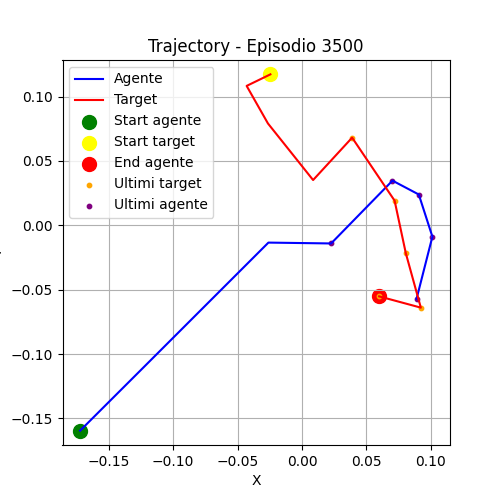 Trajectory - Episodio 3500
Agente
Target
Start agente
Start target
End agente
Ultimi target
Ultimi agente
0.10
0.05
0.00
−0.05
−0.10
−0.15
−0.15
−0.10
−0.05
0.00
0.05
0.10
X